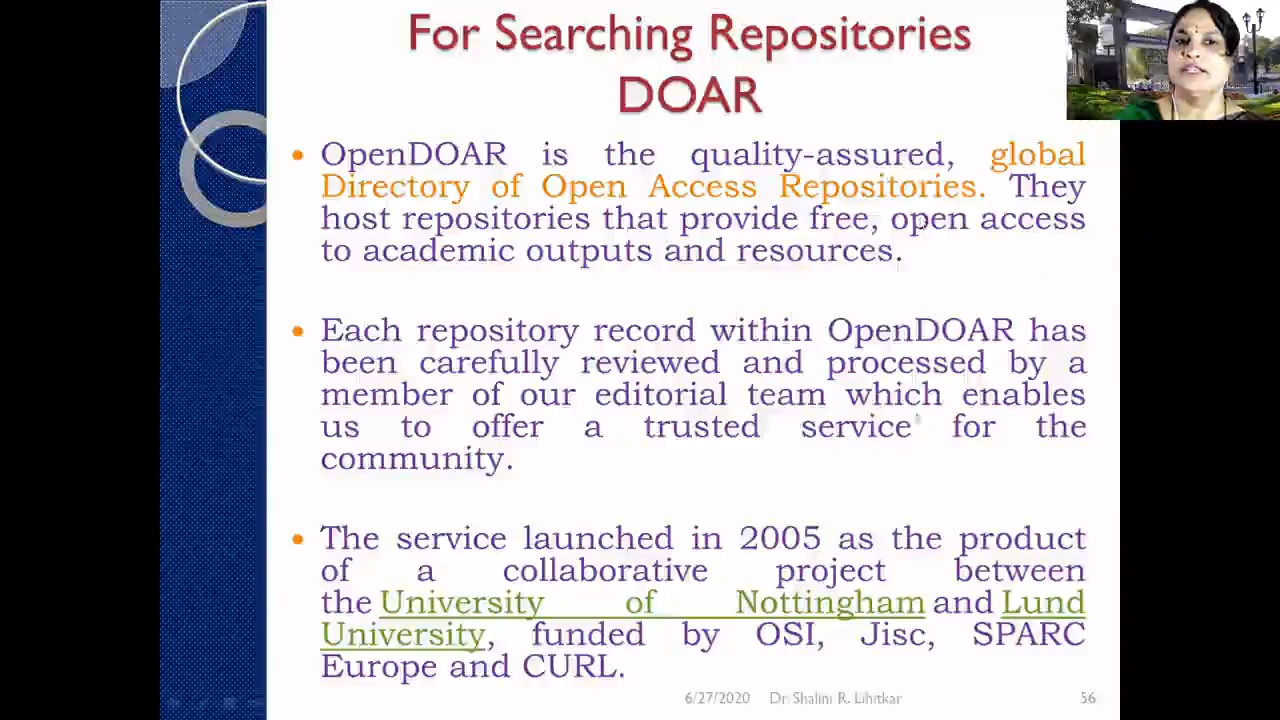 For Searching Repositories
DOAR
• OpenDOAR is the quality-assured, global
Directory of Open Access Repositories. They
host repositories that provide free, open access
to academic outputs and resources.
• Each repository record within OpenDOAR has
been carefully reviewed and processed by a
member of our editorial team which enables
us to offer a trusted service for the
community.
• The service launched in 2005 as the product
of a collaborative project between
the University of Nottingham and Lund
University, funded by OSI, Jisc, SPARC
Europe and CURL.
6/27/2020 Dr. Shalini R. Lihitkar 56